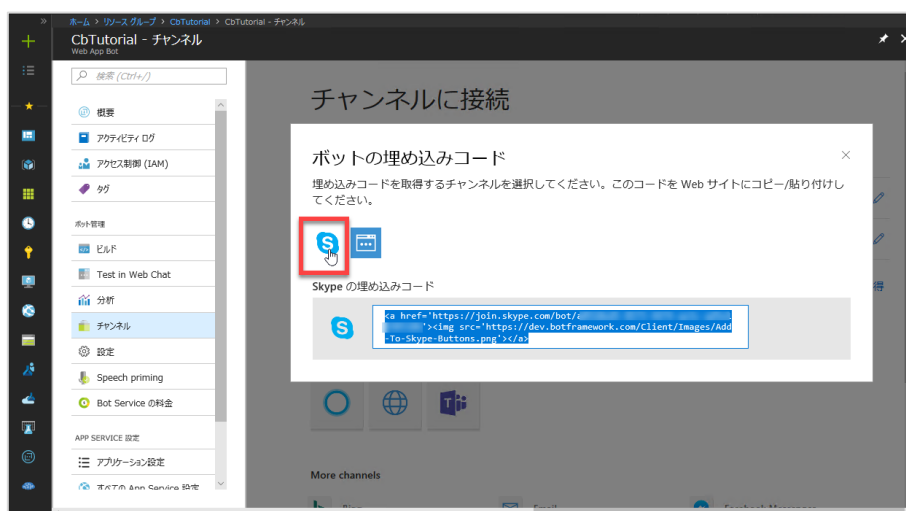 ホーム > リソース グループ > CbTutorial > CbTutorial - チャンネル
CbTutorial - チャンネル
Web App Bot
検索 (Ctrl+/)
概要
アクティビティ ログ
アクセス制御 (IAM)
タグ
ボット管理
ビルド
Test in Web Chat
分析
チャンネル
設定
Speech priming
Bot Service の料金
APP SERVICE 設定
アプリケーション設定
すべての App Service 設定
チャンネルに接続
ボットの埋め込みコード
埋め込みコードを取得するチャンネルを選択してください。このコードを Web サイトにコピー/貼り付けし
てください。
Skype の埋め込みコード
<a href='https://join.skype.com/bot/
'><img src='https://dev.botframework.com/Client/Images/Add
-To-Skype-Buttons.png'></a>
得
More channels
Bing
Email
Facebook Messenger